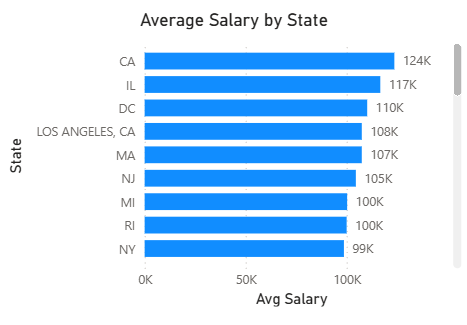 Average Salary by State
State
CA 124K
IL 117K
DC 110K
LOS ANGELES, CA 108K
MA 107K
NJ 105K
MI 100K
RI 100K
NY 99K
0K 50K 100K
Avg Salary